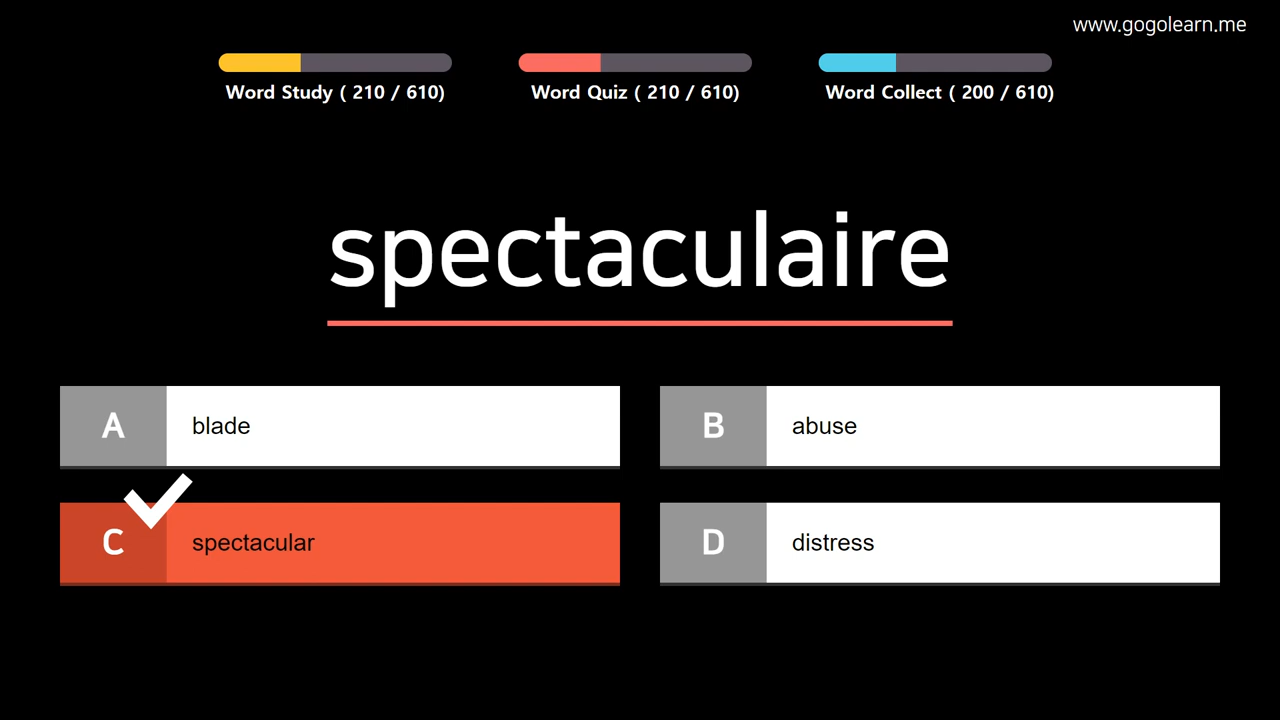 www.gogolearn.me
Word Study ( 210 / 610)
Word Quiz ( 210 / 610)
Word Collect ( 200 / 610)
spectaculaire
A blade
B abuse
C spectacular
D distress